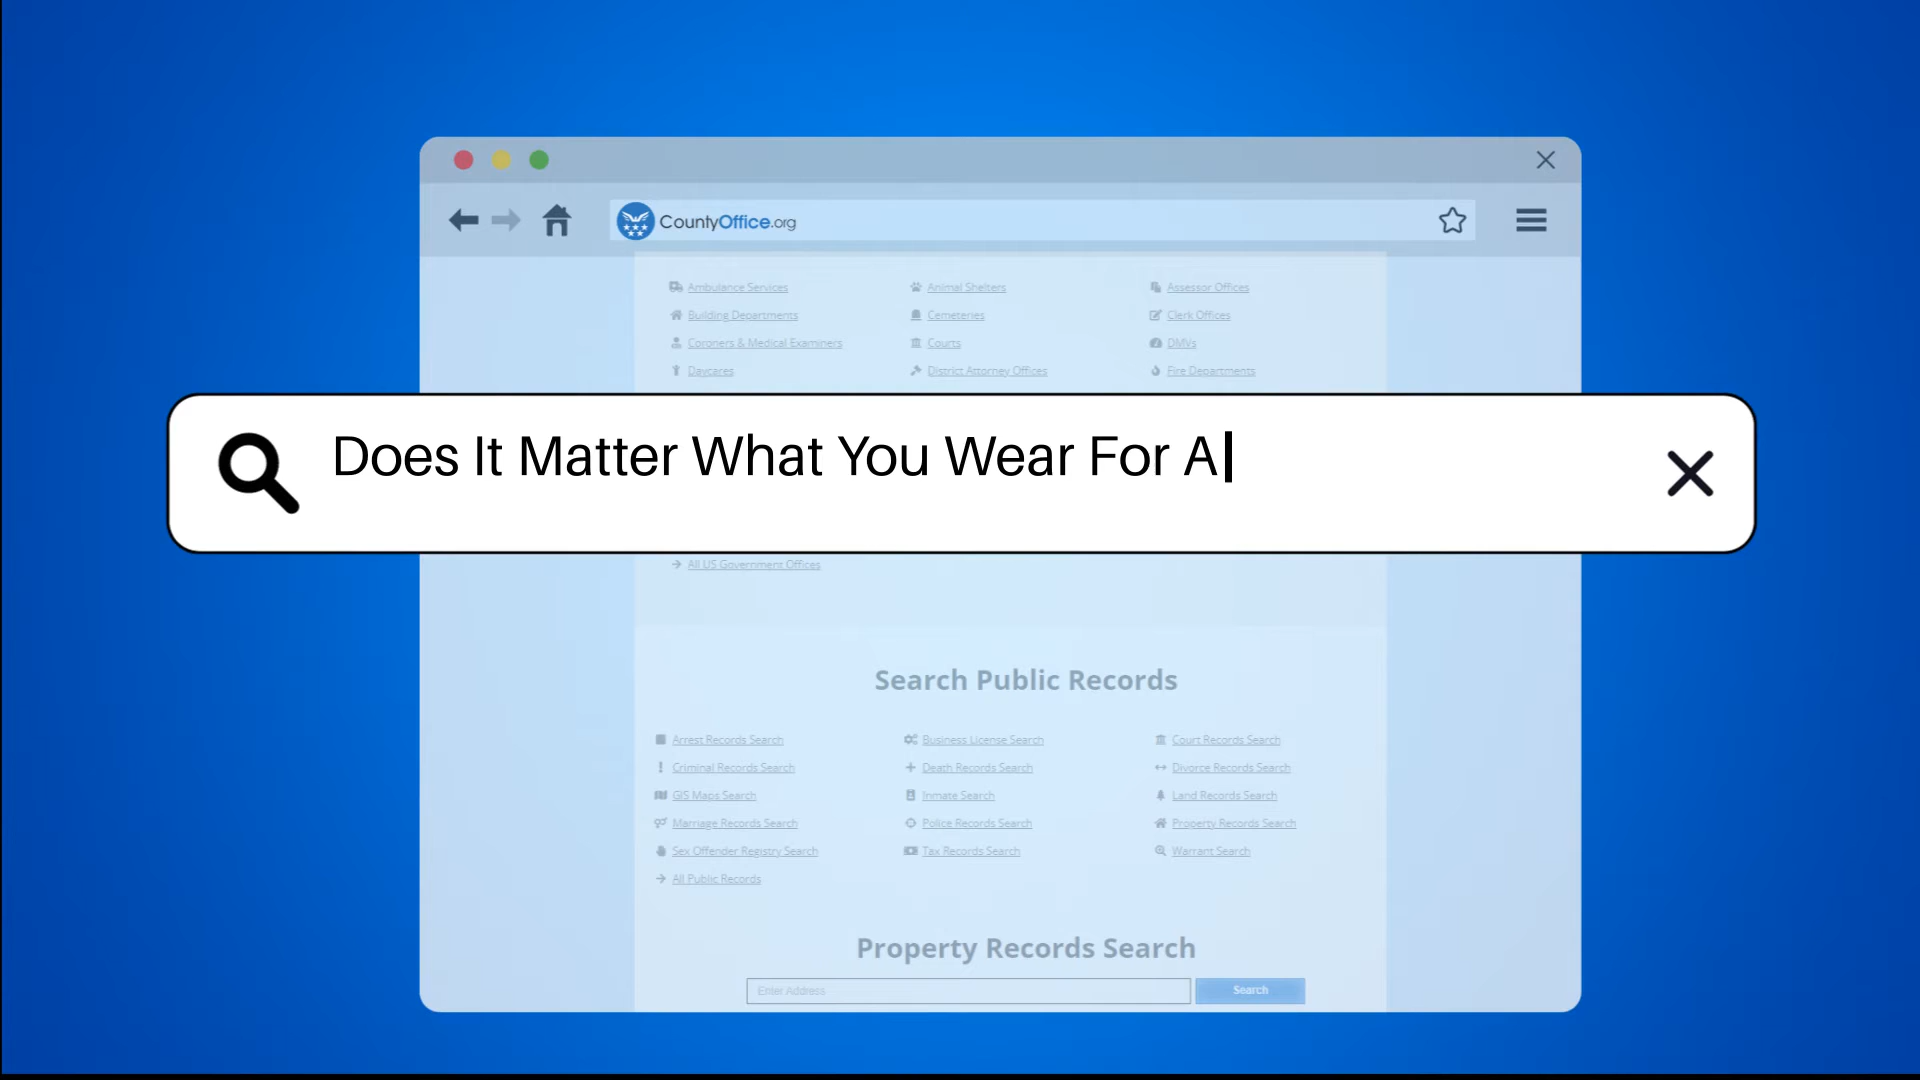 CountyOffice.org
Ambulance Services Animal Shelters Assessor Offices
Building Departments Cemeteries Clerk Offices
Coroners & Medical Examiners Courts DMVs
Daycares District Attorney Offices Fire Departments
Does It Matter What You Wear For A
All US Government Offices
Search Public Records
Arrest Records Search Business License Search Court Records Search
Criminal Records Search Death Records Search Divorce Records Search
GIS Maps Search Inmate Search Land Records Search
Marriage Records Search Police Records Search Property Records Search
Sex Offender Registry Search Tax Records Search Warrant Search
All Public Records
Property Records Search
Enter Address Search